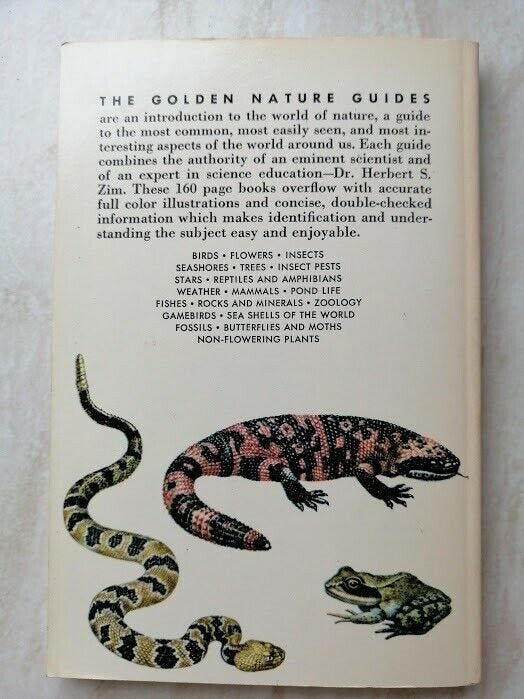 THE GOLDEN NATURE GUIDES
are an introduction to the world of nature, a guide
to the most common, most easily seen, and most in-
teresting aspects of the world around us. Each guide
combines the authority of an eminent scientist and
of an expert in science education—Dr. Herbert S.
Zim. These 160 page books overflow with accurate
full color illustrations and concise, double-checked
information which makes identification and under-
standing the subject easy and enjoyable.
BIRDS • FLOWERS • INSECTS
SEASHORES • TREES • INSECT PESTS
STARS • REPTILES AND AMPHIBIANS
WEATHER • MAMMALS • POND LIFE
FISHES • ROCKS AND MINERALS • ZOOLOGY
GAMEBIRDS • SEA SHELLS OF THE WORLD
FOSSILS • BUTTERFLIES AND MOTHS
NON-FLOWERING PLANTS